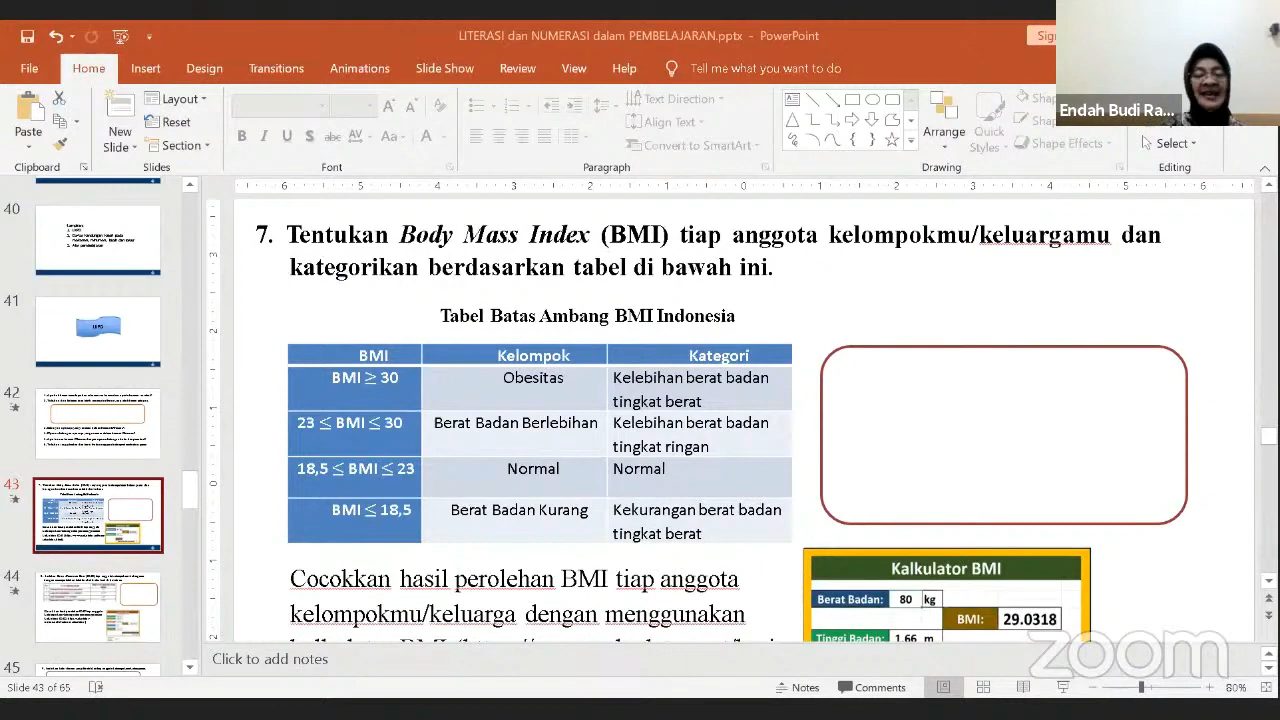 LITERASI dan NUMERASI dalam PEMBELAJARAN.pptx - PowerPoint
File Home Insert Design Transitions Animations Slide Show Review View Help Tell me what you want to do
Endah Budi Ra...
Paste
New Slide
Layout
Reset
Section
Text Direction
Align Text
Convert to SmartArt
Arrange
Quick Styles
Shape Effects
Select
Clipboard Slides Font Paragraph Drawing Editing
40
41
42
43
44
45
7. Tentukan Body Mass Index (BMI) tiap anggota kelompokmu/keluargamu dan
kategorikan berdasarkan tabel di bawah ini.
Tabel Batas Ambang BMI Indonesia
BMI Kelompok Kategori
BMI ≥ 30 Obesitas Kelebihan berat badan
tingkat berat
23 ≤ BMI ≤ 30 Berat Badan Berlebihan Kelebihan berat badan
tingkat ringan
18,5 ≤ BMI ≤ 23 Normal Normal
BMI ≤ 18,5 Berat Badan Kurang Kekurangan berat badan
tingkat berat
Cocokkan hasil perolehan BMI tiap anggota
kelompokmu/keluarga dengan menggunakan
Kalkulator BMI
Berat Badan: 80 kg
BMI: 29.0318
Tinggi Badan: 1.66 m
zoom
Click to add notes
Slide 43 of 65
Notes Comments 80%